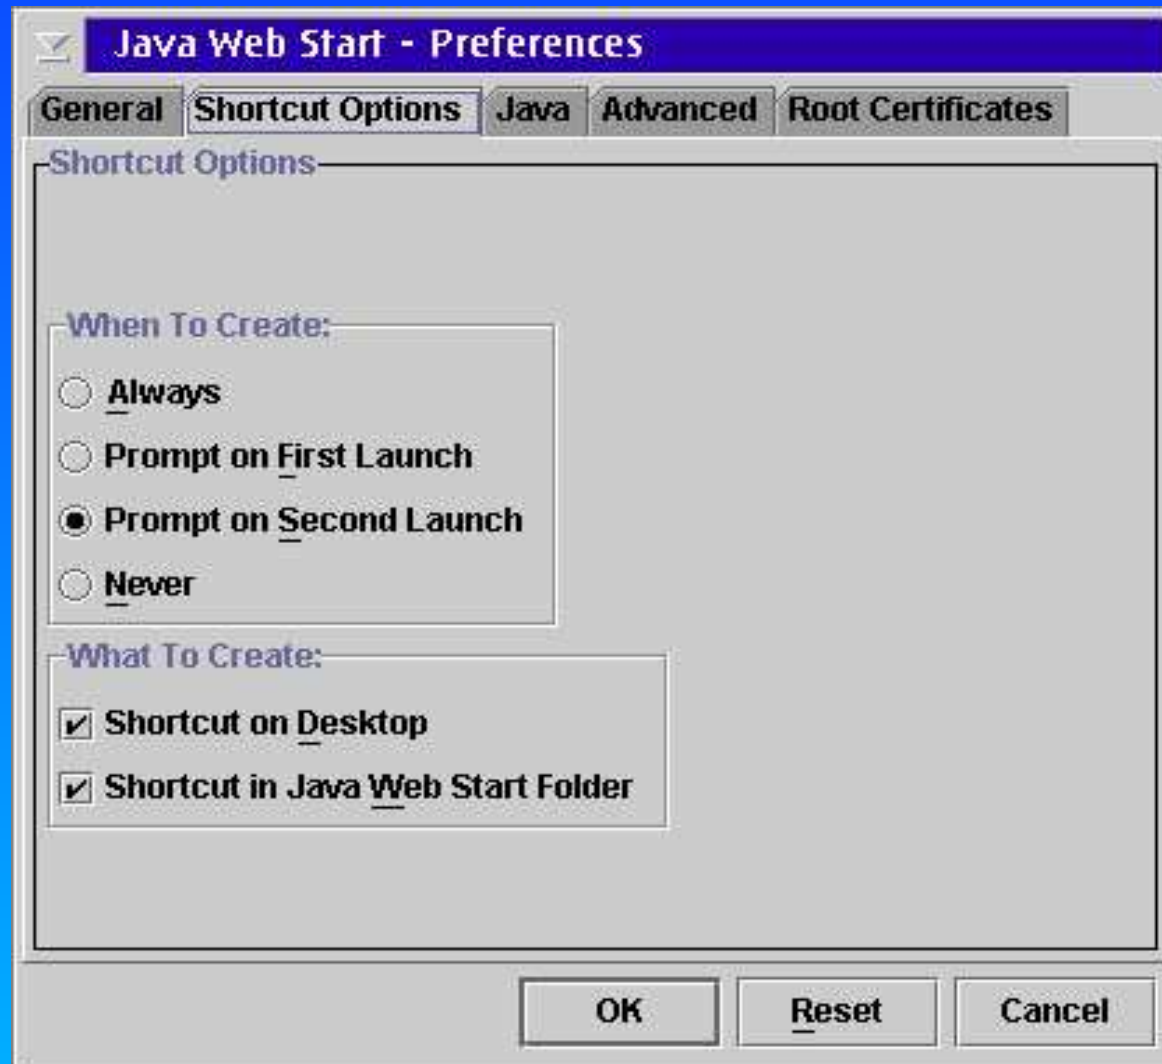 Java Web Start - Preferences
General Shortcut Options Java Advanced Root Certificates
Shortcut Options
When To Create:
Always
Prompt on First Launch
Prompt on Second Launch
Never
What To Create:
Shortcut on Desktop
Shortcut in Java Web Start Folder
OK Reset Cancel